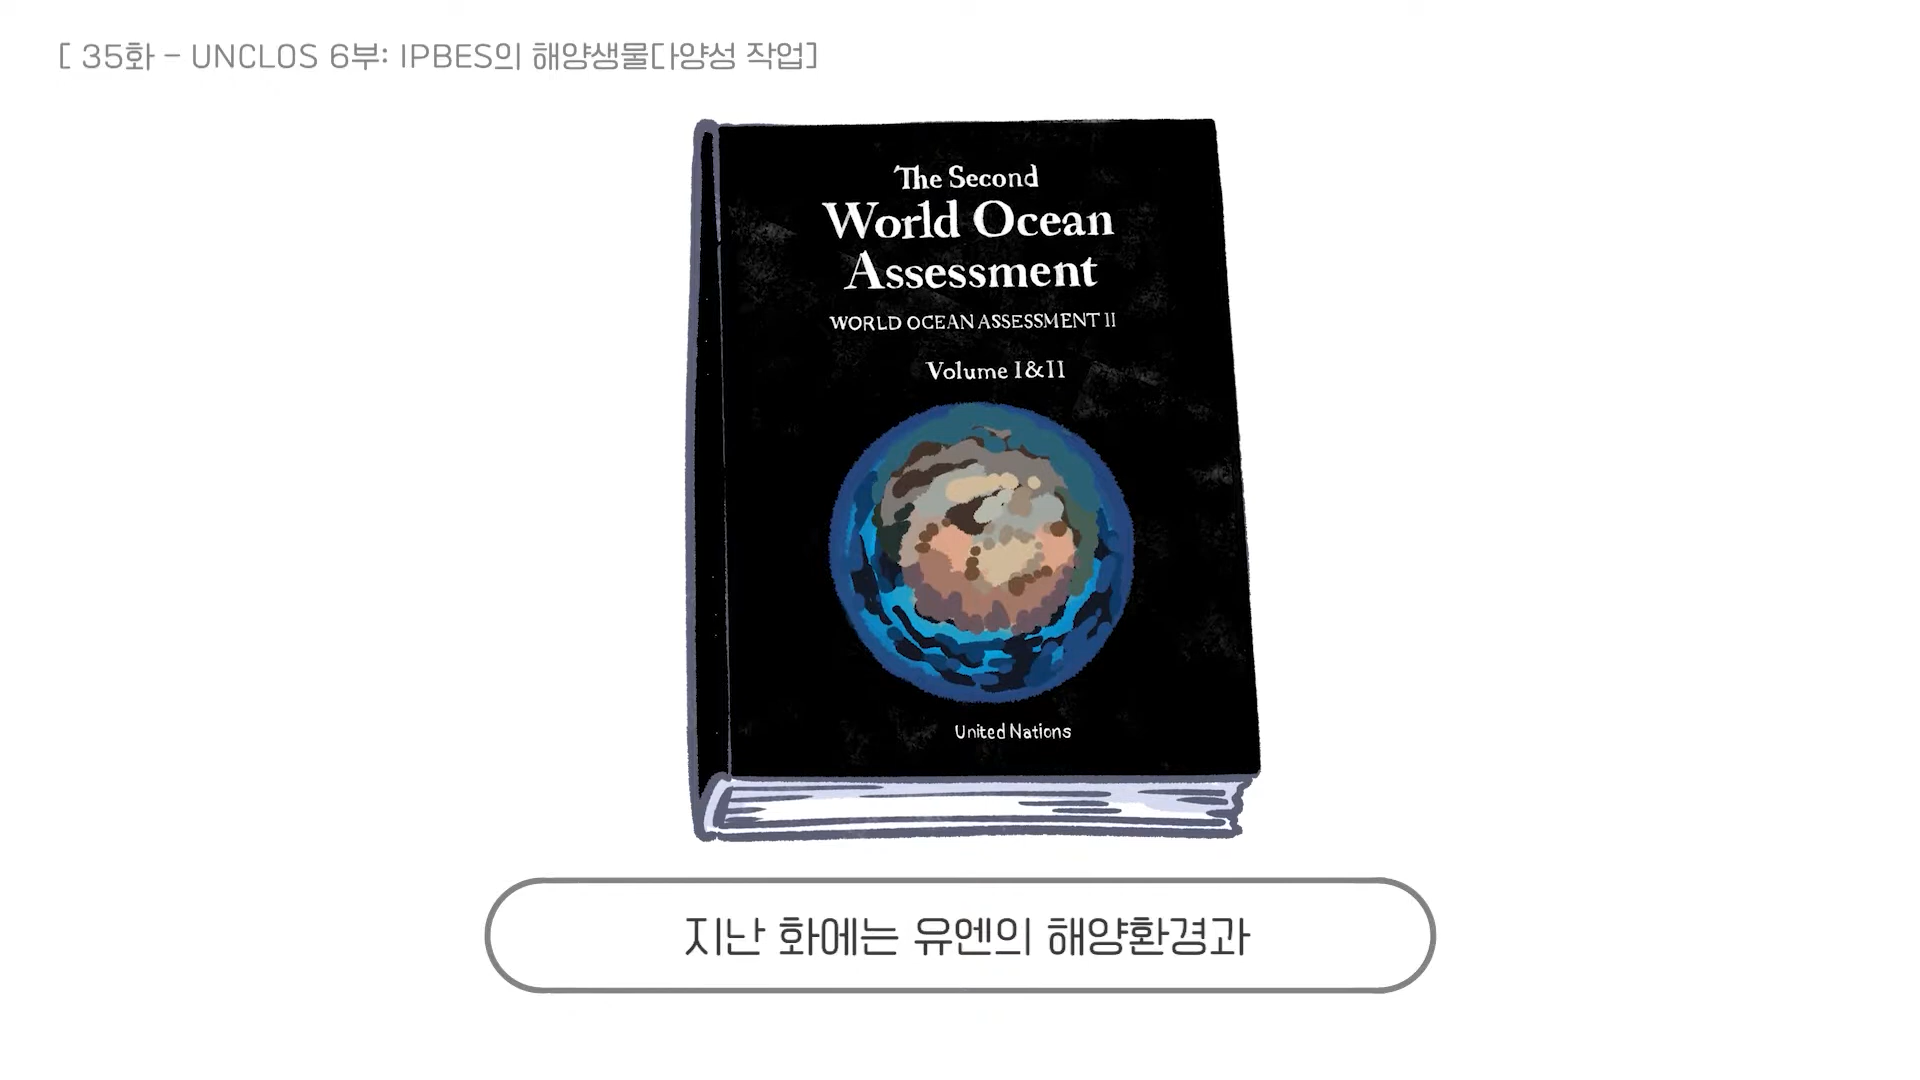 [ 35화 - UNCLOS 6부: IPBES의 해양생물다양성 작업]
The Second
World Ocean
Assessment
WORLD OCEAN ASSESSMENT II
Volume I&II
United Nations
지난 화에는 유엔의 해양환경과